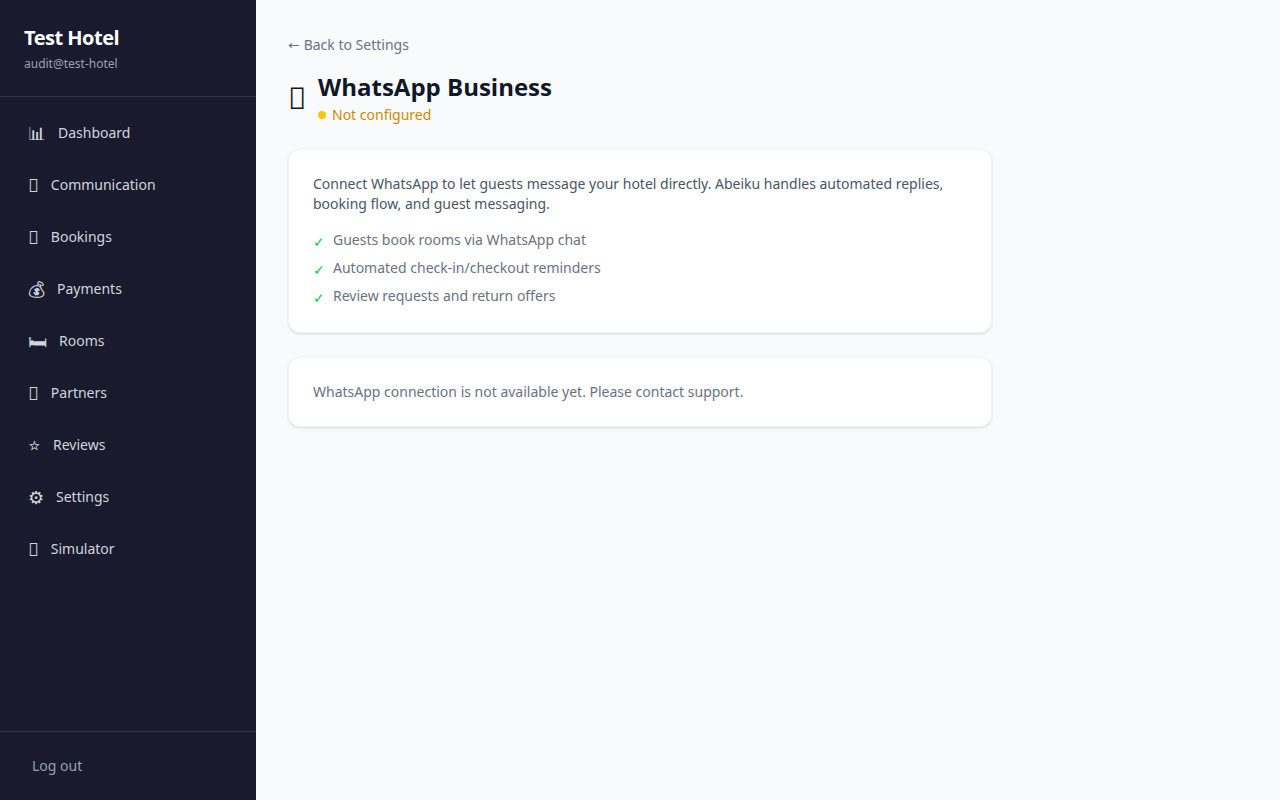 Test Hotel
audit@test-hotel
Dashboard
Communication
Bookings
Payments
Rooms
Partners
Reviews
Settings
Simulator
Log out
← Back to Settings
WhatsApp Business
Not configured
Connect WhatsApp to let guests message your hotel directly. Abeiku handles automated replies,
booking flow, and guest messaging.
✓ Guests book rooms via WhatsApp chat
✓ Automated check-in/checkout reminders
✓ Review requests and return offers
WhatsApp connection is not available yet. Please contact support.